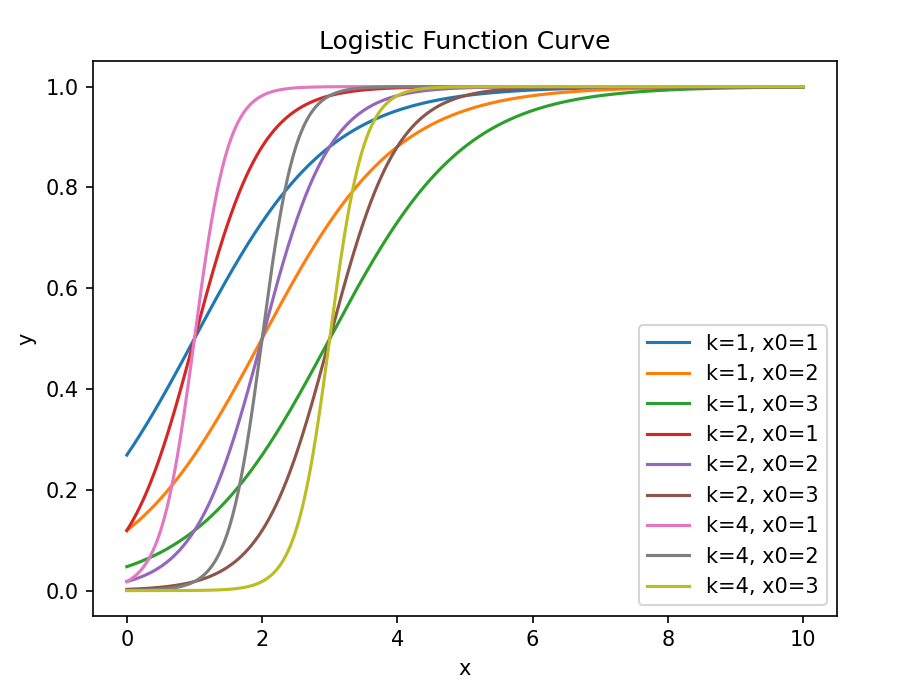 Logistic Function Curve
1.0
0.8
0.6
0.4
0.2
0.0
y
k=1, x0=1
k=1, x0=2
k=1, x0=3
k=2, x0=1
k=2, x0=2
k=2, x0=3
k=4, x0=1
k=4, x0=2
k=4, x0=3
0 2 4 6 8 10
x